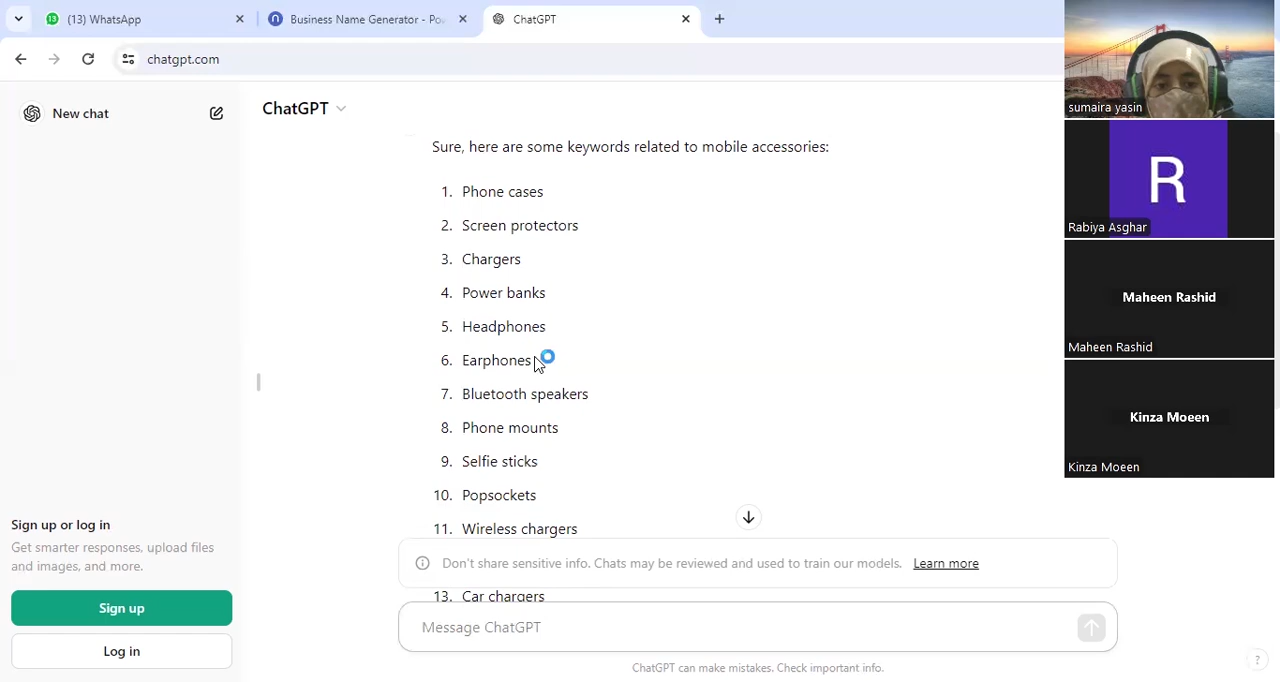 (13) WhatsApp
Business Name Generator - Pow
ChatGPT
chatgpt.com
New chat
ChatGPT
Sure, here are some keywords related to mobile accessories:
1. Phone cases
2. Screen protectors
3. Chargers
4. Power banks
5. Headphones
6. Earphones
7. Bluetooth speakers
8. Phone mounts
9. Selfie sticks
10. Popsockets
11. Wireless chargers
13. Car chargers
Don't share sensitive info. Chats may be reviewed and used to train our models. Learn more
Message ChatGPT
ChatGPT can make mistakes. Check important info.
?
Sign up or log in
Get smarter responses, upload files
and images, and more.
Sign up
Log in
sumaira yasin
R
Rabiya Asghar
Maheen Rashid
Maheen Rashid
Kinza Moeen
Kinza Moeen